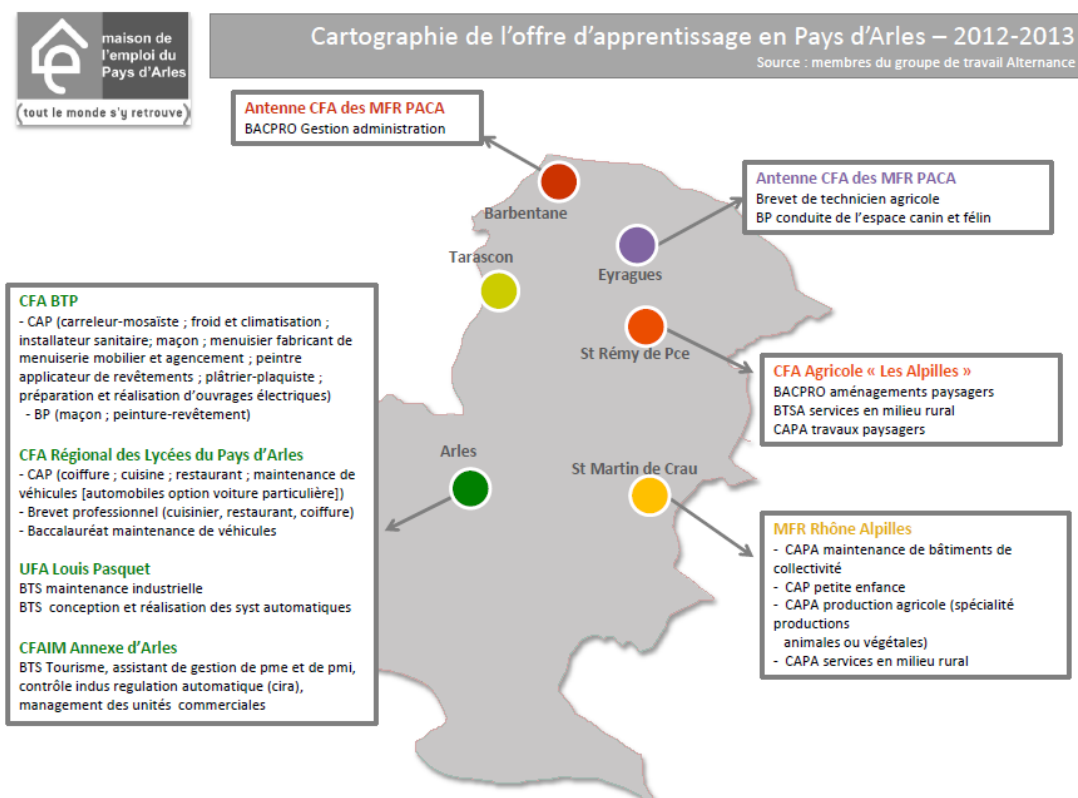 maison de
l'emploi du
Pays d'Arles
(tout le monde s'y retrouve)
Cartographie de l'offre d'apprentissage en Pays d'Arles – 2012-2013
Source : membres du groupe de travail Alternance
Antenne CFA des MFR PACA
BACPRO Gestion administration
Antenne CFA des MFR PACA
Brevet de technicien agricole
BP conduite de l'espace canin et félin
Barbentane
Tarascon
Eyragues
St Rémy de Pce
Arles
St Martin de Crau
CFA BTP
- CAP (carreleur-mosaïste ; froid et climatisation ;
installateur sanitaire; maçon ; menuisier fabricant de
menuiserie mobilier et agencement ; peintre
applicateur de revêtements ; plâtrier-plaquiste ;
préparation et réalisation d'ouvrages électriques)
- BP (maçon ; peinture-revêtement)
CFA Régional des Lycées du Pays d'Arles
- CAP (coiffure ; cuisine ; restaurant ; maintenance de
véhicules [automobiles option voiture particulière])
- Brevet professionnel (cuisinier, restaurant, coiffure)
- Baccalauréat maintenance de véhicules
UFA Louis Pasquet
BTS maintenance industrielle
BTS conception et réalisation des syst automatiques
CFAIM Annexe d'Arles
BTS Tourisme, assistant de gestion de pme et de pmi,
contrôle indus regulation automatique (cira),
management des unités commerciales
CFA Agricole « Les Alpilles »
BACPRO aménagements paysagers
BTSA services en milieu rural
CAPA travaux paysagers
MFR Rhône Alpilles
- CAPA maintenance de bâtiments de
collectivité
- CAP petite enfance
- CAPA production agricole (spécialité
productions
animales ou végétales)
- CAPA services en milieu rural